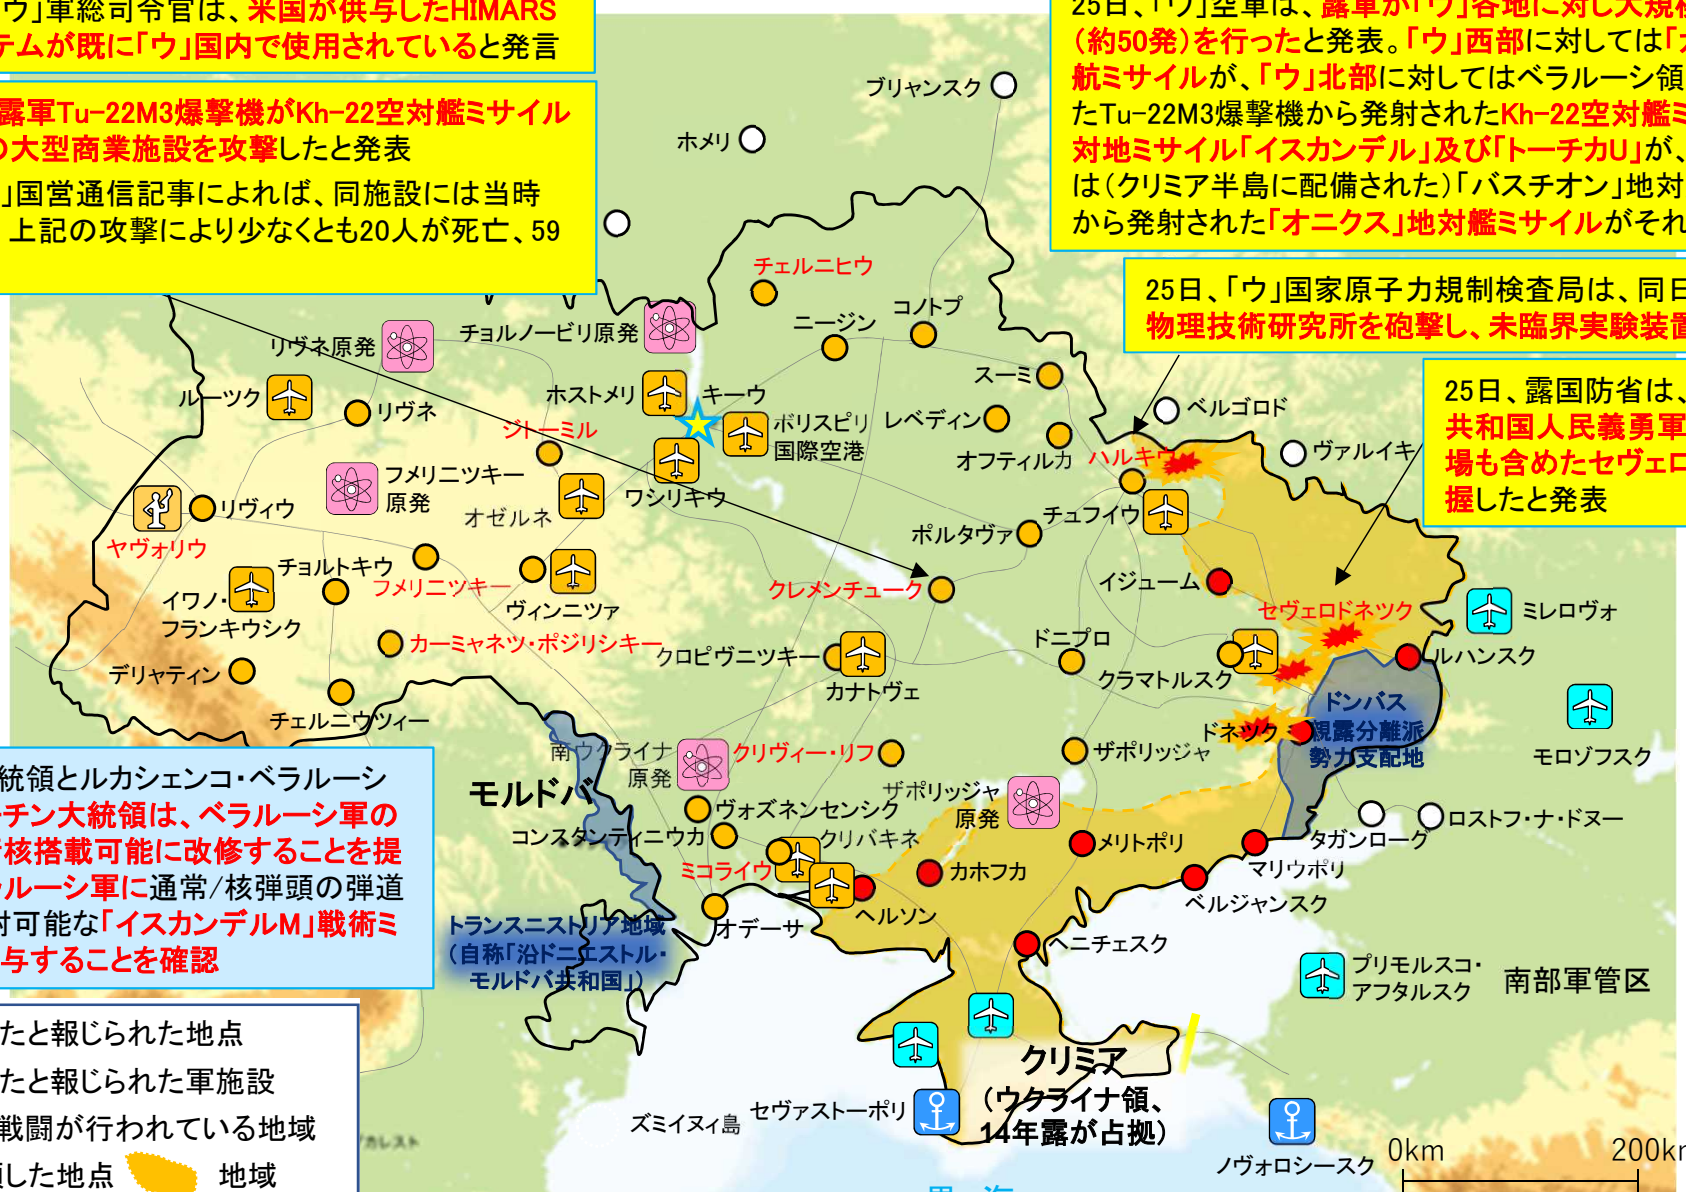 ウ」軍総司令官は、米国が供与したHIMARS
テムが既に「ウ」国内で使用されていると発言
露軍Tu-22M3爆撃機がKh-22空対艦ミサイル
の大型商業施設を攻撃したと発表
」国営通信記事によれば、同施設には当時
上記の攻撃により少なくとも20人が死亡、59
25日、「ウ」空軍は、露軍が「ウ」各地に対し大規模
（約50発）を行ったと発表。「ウ」西部に対しては「カ
航ミサイルが、「ウ」北部に対してはベラルーシ領
たTu-22M3爆撃機から発射されたKh-22空対艦ミ
対地ミサイル「イスカンデル」及び「トーチカU」が、
は（クリミア半島に配備された）「バスチオン」地対
から発射された「オニクス」地対艦ミサイルがそれ
25日、「ウ」国家原子力規制検査局は、同日
物理技術研究所を砲撃し、未臨界実験装置
25日、露国防省は、
共和国人民義勇軍
場も含めたセヴェロ
握したと発表
ブリャンスク
ホメリ
チェルニヒウ
コノトプ
ニージン
チョルノービリ原発
リヴネ原発
スーミ
ルーツク
リヴネ
ホストメリ
キーウ
ボリスピリ
国際空港
レベディン
オフティルカ
ベルゴロド
ヴァルイキ
ハルキウ
ジトーミル
フメリニツキー
原発
オゼルネ
ワシリキウ
リヴィウ
ヤヴォリウ
ポルタヴァ
チュフイウ
チョルトキウ
フメリニツキー
イワノ・
フランキウシク
ヴィンニツァ
クレメンチューク
イジューム
セヴェロドネツク
ミレロヴォ
カーミャネツ・ポジリシキー
クロピヴニツキー
カナトヴェ
ドニプロ
クラマトルスク
ルハンスク
デリャティン
チェルニウツィー
ドンバス
親露分離派
勢力支配地
ドネツク
モロゾフスク
南ウクライナ
原発
クリヴィー・リフ
ザポリッジャ
ザポリッジャ
原発
モルドバ
ヴォズネンセンシク
コンスタンティニウカ
クリバキネ
ミコライウ
メリトポリ
タガンローグ
ロストフ・ナ・ドヌー
カホフカ
マリウポリ
ベルジャンスク
ヘルソン
オデーサ
ヘニチェスク
トランスニストリア地域
（自称「沿ドニエストル・
モルドバ共和国」）
プリモルスコ・
アフタルスク
南部軍管区
統領とルカシェンコ・ベラルーシ
チン大統領は、ベラルーシ軍の
核搭載可能に改修することを提
ルーシ軍に通常/核弾頭の弾道
射可能な「イスカンデルM」戦術ミ
与することを確認
クリミア
（ウクライナ領、
14年露が占拠）
セヴァストーポリ
ズミイヌィ島
ノヴォロシースク
カレスト
0km
200km
黒 海
たと報じられた地点
たと報じられた軍施設
戦闘が行われている地域
した地点
地域